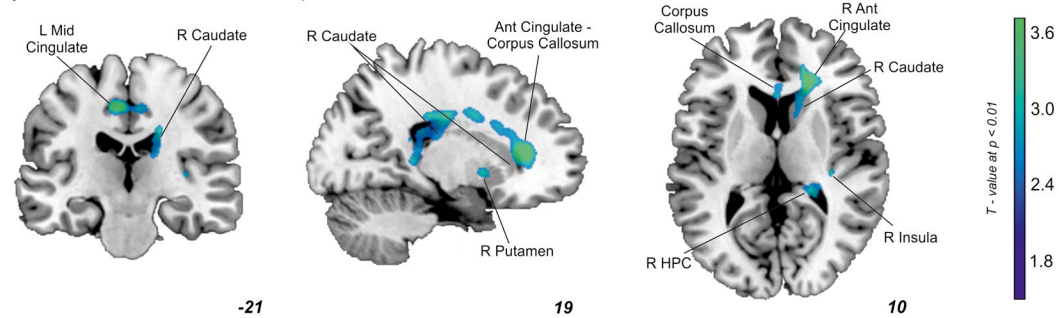 L Mid
Cingulate
R Caudate
-21
R Caudate
Ant Cingulate -
Corpus Callosum
R Putamen
19
Corpus
Callosum
R Ant
Cingulate
R Caudate
R Insula
R HPC
10
T - value at p < 0.01
3.6
3.0
2.4
1.8